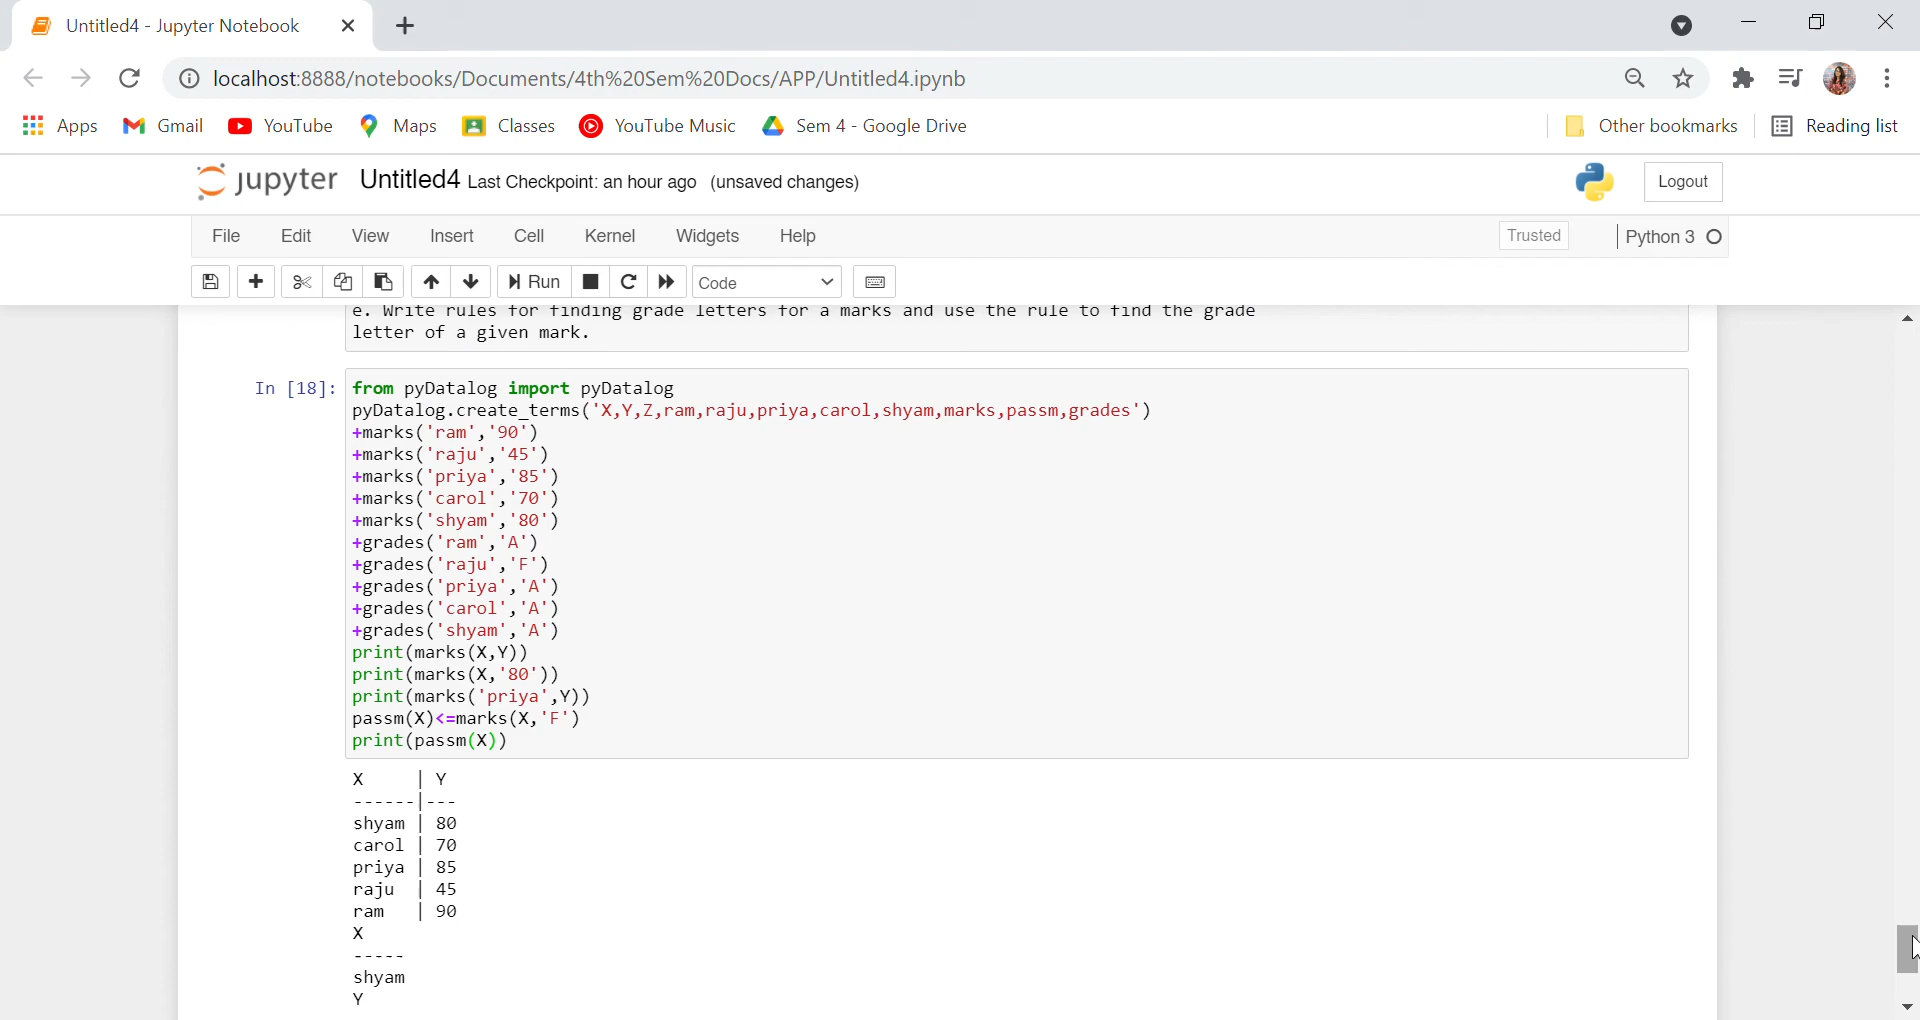 Untitled4 - Jupyter Notebook
localhost:8888/notebooks/Documents/4th%20Sem%20Docs/APP/Untitled4.ipynb
Apps Gmail YouTube Maps Classes YouTube Music Sem 4 - Google Drive Other bookmarks Reading list
jupyter Untitled4 Last Checkpoint: an hour ago (unsaved changes) Logout
File Edit View Insert Cell Kernel Widgets Help Trusted Python 3
Run Code
e. Write rules for finding grade letters for a marks and use the rule to find the grade
letter of a given mark.
In [18]: from pyDatalog import pyDatalog
pyDatalog.create_terms('X,Y,Z,ram,raju,priya,carol,shyam,marks,passm,grades')
+marks('ram','90')
+marks('raju','45')
+marks('priya','85')
+marks('carol','70')
+marks('shyam','80')
+grades('ram','A')
+grades('raju','F')
+grades('priya','A')
+grades('carol','A')
+grades('shyam','A')
print(marks(X,Y))
print(marks(X,'80'))
print(marks('priya',Y))
passm(X)<=marks(X,'F')
print(passm(X))
X | Y
------|---
shyam | 80
carol | 70
priya | 85
raju | 45
ram | 90
X
-----
shyam
Y